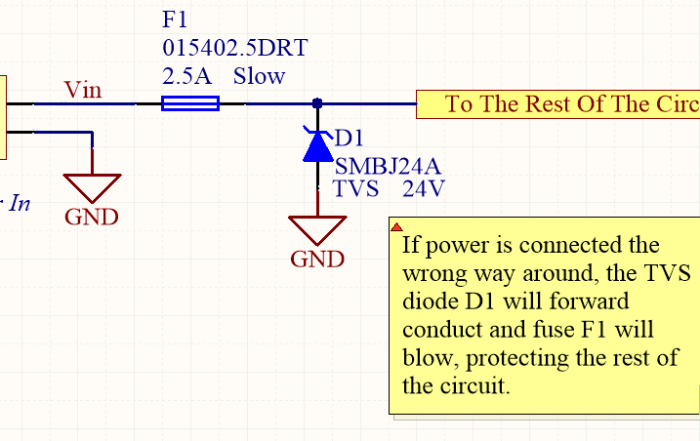 F1
015402.5DRT
2.5A Slow
Vin
To The Rest Of The Circ
D1
SMBJ24A
TVS 24V
In
GND
GND
If power is connected the
wrong way around, the TVS
diode D1 will forward
conduct and fuse F1 will
blow, protecting the rest of
the circuit.